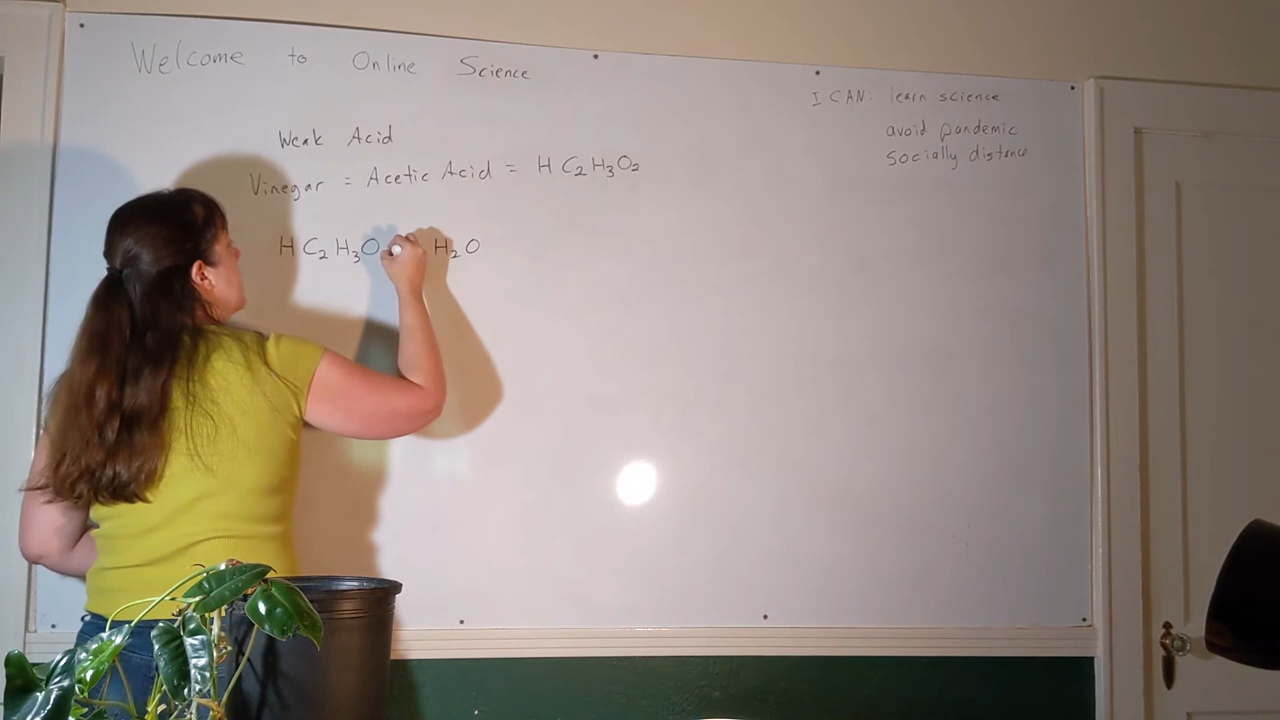 Welcome to Online Science
I CAN: learn science
avoid pandemic
socially distance
Weak Acid
Vinegar = Acetic Acid = H C₂ H₃ O₂
H C₂ H₃ O H₂ O